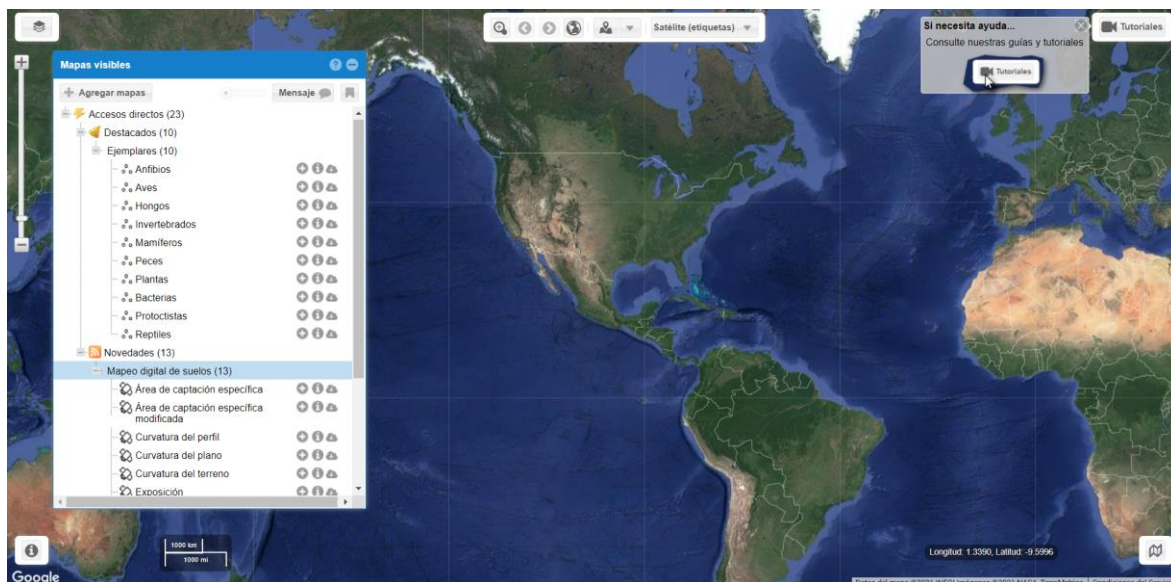 Satélite (etiquetas)
Si necesita ayuda...
Consulte nuestras guías y tutoriales
Tutoriales
Tutoriales
Mapas visibles
Agregar mapas
Mensaje
Accesos directos (23)
Destacados (10)
Ejemplares (10)
Anfibios
Aves
Hongos
Invertebrados
Mamíferos
Peces
Plantas
Bacterias
Protoctistas
Reptiles
Novedades (13)
Mapeo digital de suelos (13)
Área de captación específica
Área de captación específica
modificada
Curvatura del perfil
Curvatura del plano
Curvatura del terreno
Exposición
1000 km
1000 mi
Longitud: 1.3390, Latitud: -9.5996
Google